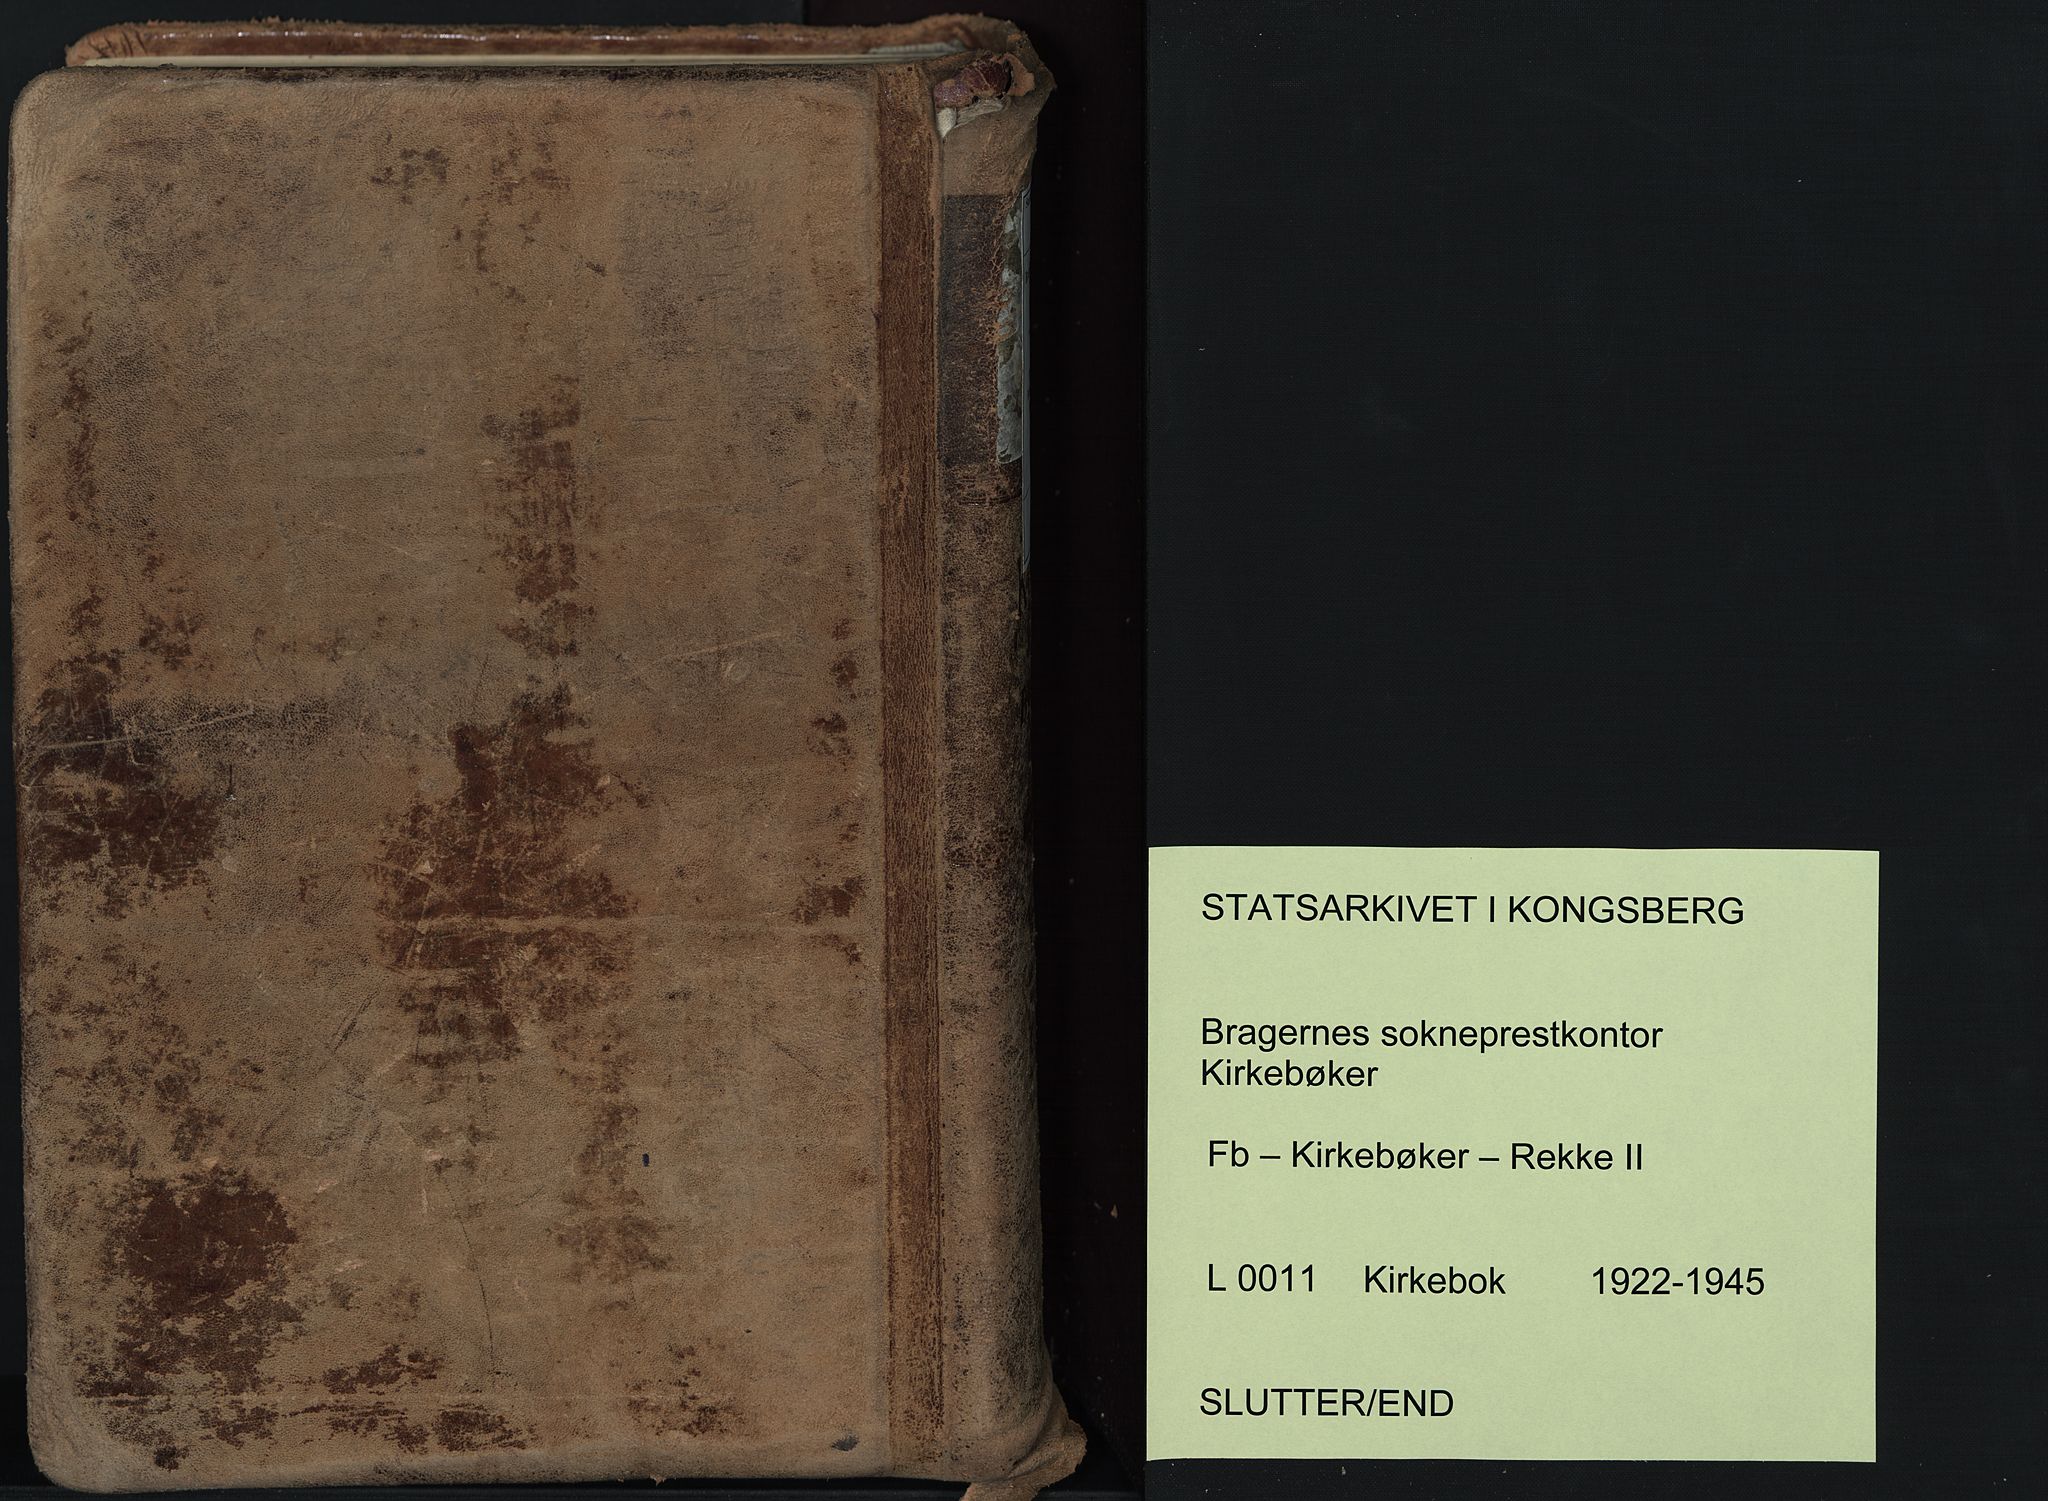 STATSARKIVET I KONGSBERG
Bragernes sokneprestkontor
Kirkebøker
Fb – Kirkebøker – Rekke II
L 0011 Kirkebok 1922-1945
SLUTTER/END